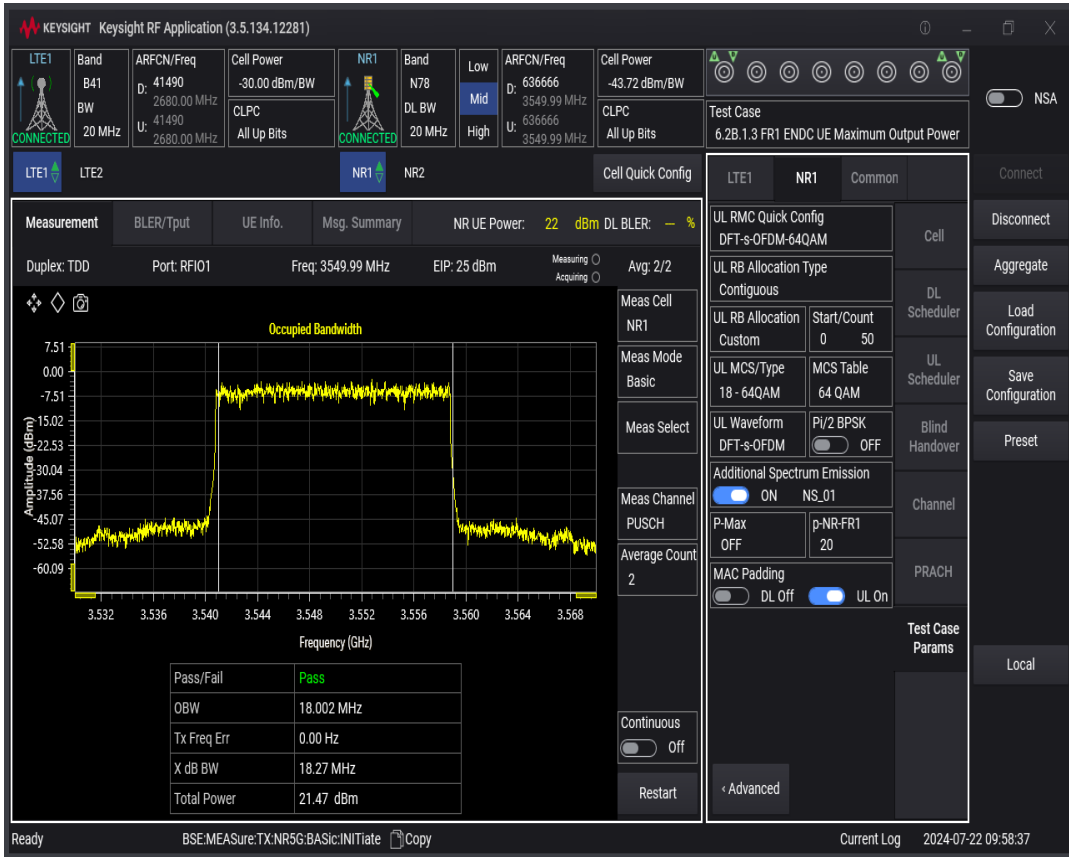 KEYSIGHT Keysight RF Application (3.5.134.12281)
LTE1 Band ARFCN/Freq Cell Power NR1 Band Low ARFCN/Freq Cell Power
B41 D: 41490 -30.00 dBm/BW N78 D: 636666 -43.72 dBm/BW
2680.00 MHz Mid 3549.99 MHz
BW CLPC DL BW CLPC Test Case
CONNECTED 20 MHz U: 41490 All Up Bits CONNECTED 20 MHz High U: 636666 All Up Bits 6.2B.1.3 FR1 ENDC UE Maximum Output Power
2680.00 MHz 3549.99 MHz
NSA
LTE1 LTE2 NR1 NR2 Cell Quick Config
LTE1 NR1 Common
Connect
Measurement BLER/Tput UE Info. Msg. Summary NR UE Power: 22 dBm DL BLER: --- %
Duplex: TDD Port: RFIO1 Freq: 3549.99 MHz EIP: 25 dBm Measuring Avg: 2/2
Acquiring
Occupied Bandwidth
7.51
0.00
-7.51
-15.02
-22.53
-30.04
-37.56
-45.07
-52.58
-60.09
Amplitude (dBm)
3.532 3.536 3.540 3.544 3.548 3.552 3.556 3.560 3.564 3.568
Frequency (GHz)
Pass/Fail Pass
OBW 18.002 MHz
Tx Freq Err 0.00 Hz
X dB BW 18.27 MHz
Total Power 21.47 dBm
Meas Cell
NR1
Meas Mode
Basic
Meas Select
Meas Channel
PUSCH
Average Count
2
Continuous
Off
Restart
UL RMC Quick Config
DFT-s-OFDM-64QAM
UL RB Allocation Type
Contiguous
UL RB Allocation Start/Count
Custom 0 50
UL MCS/Type MCS Table
18 - 64QAM 64 QAM
UL Waveform Pi/2 BPSK
DFT-s-OFDM OFF
Additional Spectrum Emission
ON NS_01
P-Max p-NR-FR1
OFF 20
MAC Padding
DL Off UL On
‹ Advanced
Cell
DL
Scheduler
UL
Scheduler
Blind
Handover
Channel
PRACH
Test Case
Params
Disconnect
Aggregate
Load
Configuration
Save
Configuration
Preset
Local
Ready BSE:MEASure:TX:NR5G:BASic:INITiate Copy Current Log 2024-07-22 09:58:37